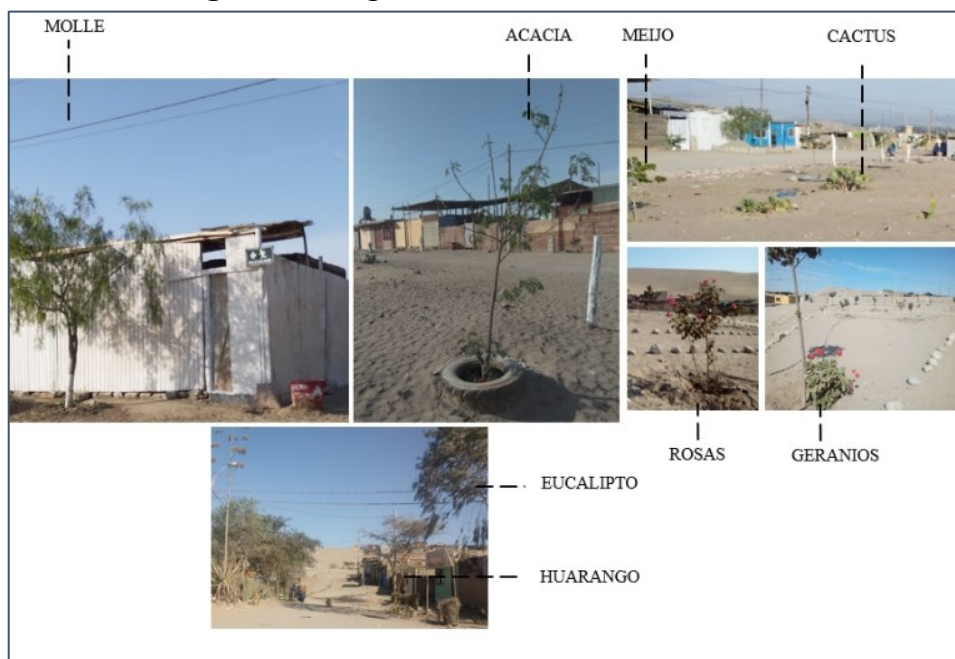 MOLLE
ACACIA
MEIJO
CACTUS
ROSAS
GERANIOS
EUCALIPTO
HUARANGO